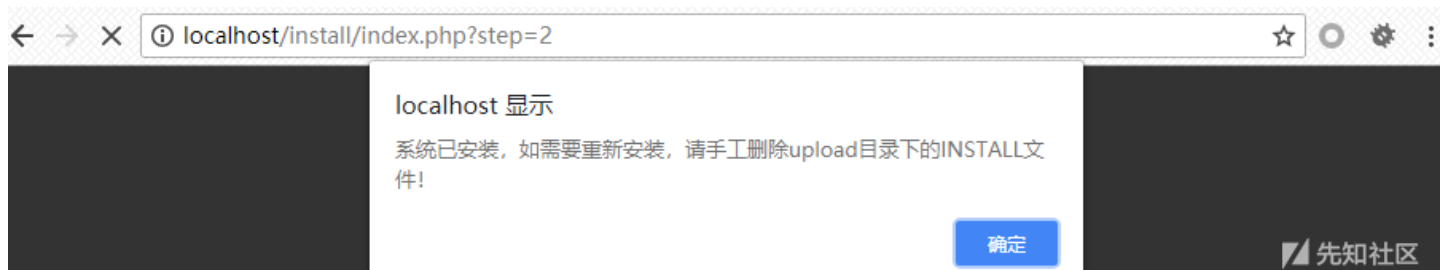 localhost/install/index.php?step=2
localhost 显示
系统已安装，如需要重新安装，请手工删除upload目录下的INSTALL文
件！
确定
先知社区